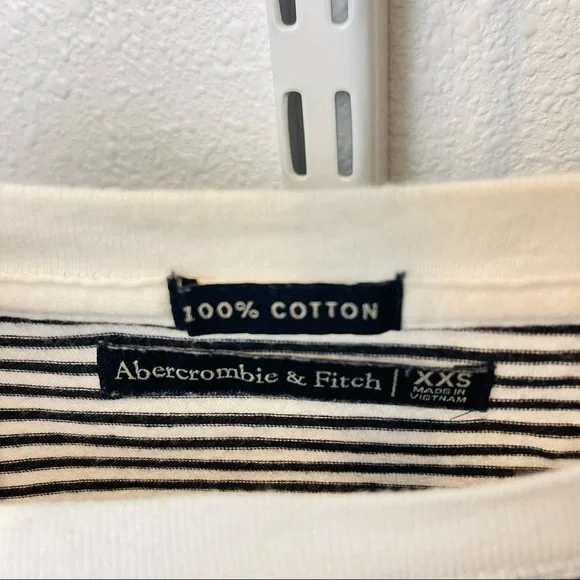 100% COTTON
Abercrombie & Fitch | XXS
MADE IN
VIETNAM